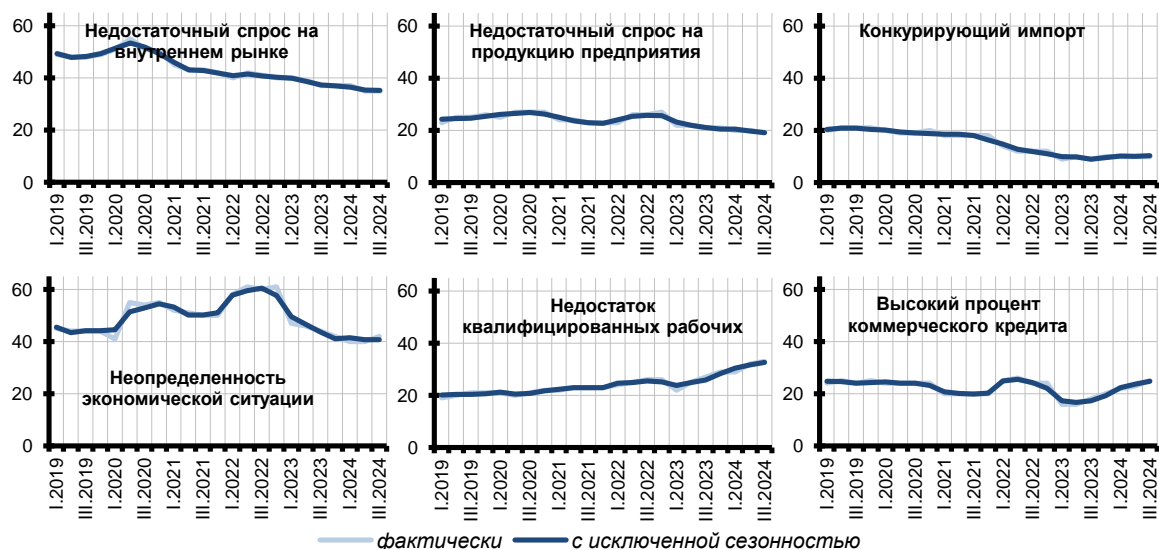 Недостаточный спрос на
внутреннем рынке
60
40
20
0
I.2019
III.2019
I.2020
III.2020
I.2021
III.2021
I.2022
III.2022
I.2023
III.2023
I.2024
III.2024
Недостаточный спрос на
продукцию предприятия
60
40
20
0
I.2019
III.2019
I.2020
III.2020
I.2021
III.2021
I.2022
III.2022
I.2023
III.2023
I.2024
III.2024
Конкурирующий импорт
60
40
20
0
I.2019
III.2019
I.2020
III.2020
I.2021
III.2021
I.2022
III.2022
I.2023
III.2023
I.2024
III.2024
60
40
20
0
Неопределенность
экономической ситуации
I.2019
III.2019
I.2020
III.2020
I.2021
III.2021
I.2022
III.2022
I.2023
III.2023
I.2024
III.2024
Недостаток
квалифицированных рабочих
60
40
20
0
I.2019
III.2019
I.2020
III.2020
I.2021
III.2021
I.2022
III.2022
I.2023
III.2023
I.2024
III.2024
Высокий процент
коммерческого кредита
60
40
20
0
I.2019
III.2019
I.2020
III.2020
I.2021
III.2021
I.2022
III.2022
I.2023
III.2023
I.2024
III.2024
фактически
с исключенной сезонностью